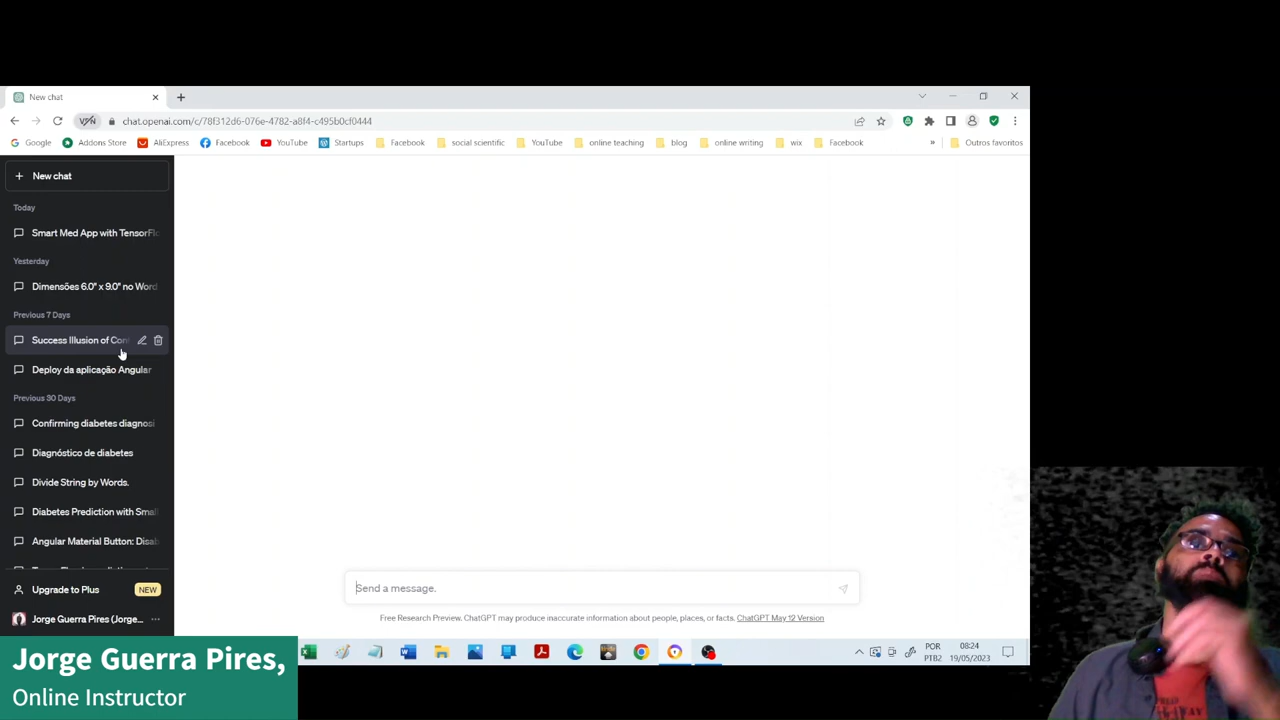 New chat
chat.openai.com/c/78f312d6-076e-4782-a8f4-c495b0cf0444
Google Addons Store AliExpress Facebook YouTube Startups Facebook social scientific YouTube online teaching blog online writing wix Facebook » Outros favoritos
+ New chat
Today
Smart Med App with TensorFlo
Yesterday
Dimensões 6.0" x 9.0" no Word
Previous 7 Days
Success Illusion of Con
Deploy da aplicação Angular
Previous 30 Days
Confirming diabetes diagnosi
Diagnóstico de diabetes
Divide String by Words.
Diabetes Prediction with Smal
Angular Material Button: Disab
Send a message.
Upgrade to Plus NEW
Free Research Preview. ChatGPT may produce inaccurate information about people, places, or facts. ChatGPT May 12 Version
Jorge Guerra Pires (Jorge...
POR 08:24
PTB2 19/05/2023
Jorge Guerra Pires,
Online Instructor